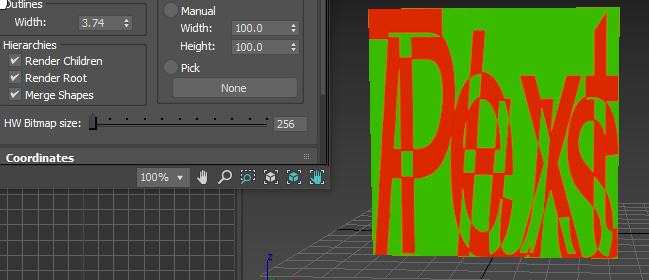 Outlines
Width: 3.74
Hierarchies
Render Children
Render Root
Merge Shapes
Manual
Width: 100.0
Height: 100.0
Pick
None
HW Bitmap size: 256
Coordinates
100%
z